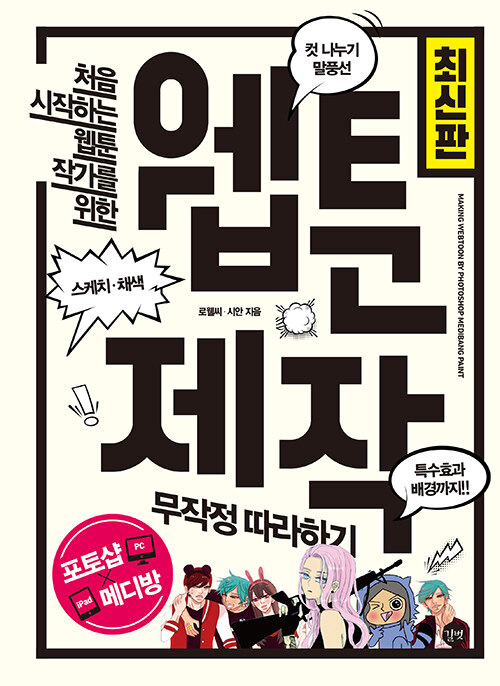 처음
시작하는
웹툰
작가를
위한
컷 나누기
말풍선
최신판
웹툰
스케치·채색
로웰씨·시안 지음
MAKING WEBTOON BY PHOTOSHOP MEDIBANG PAINT
제작
특수효과
배경까지!!
무작정 따라하기
포토샵 PC
×
iPad 메디방
길벗